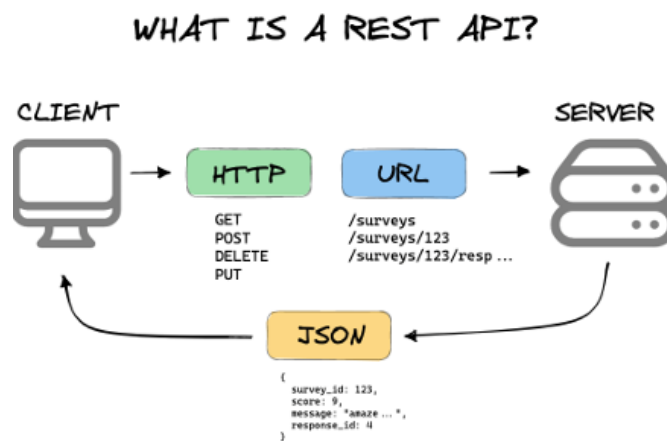 WHAT IS A REST API?
CLIENT
SERVER
HTTP
URL
GET
POST
DELETE
PUT
/surveys
/surveys/123
/surveys/123/resp ...
JSON
{
survey_id: 123,
score: 9,
message: "amaze ...",
response_id: 4
}